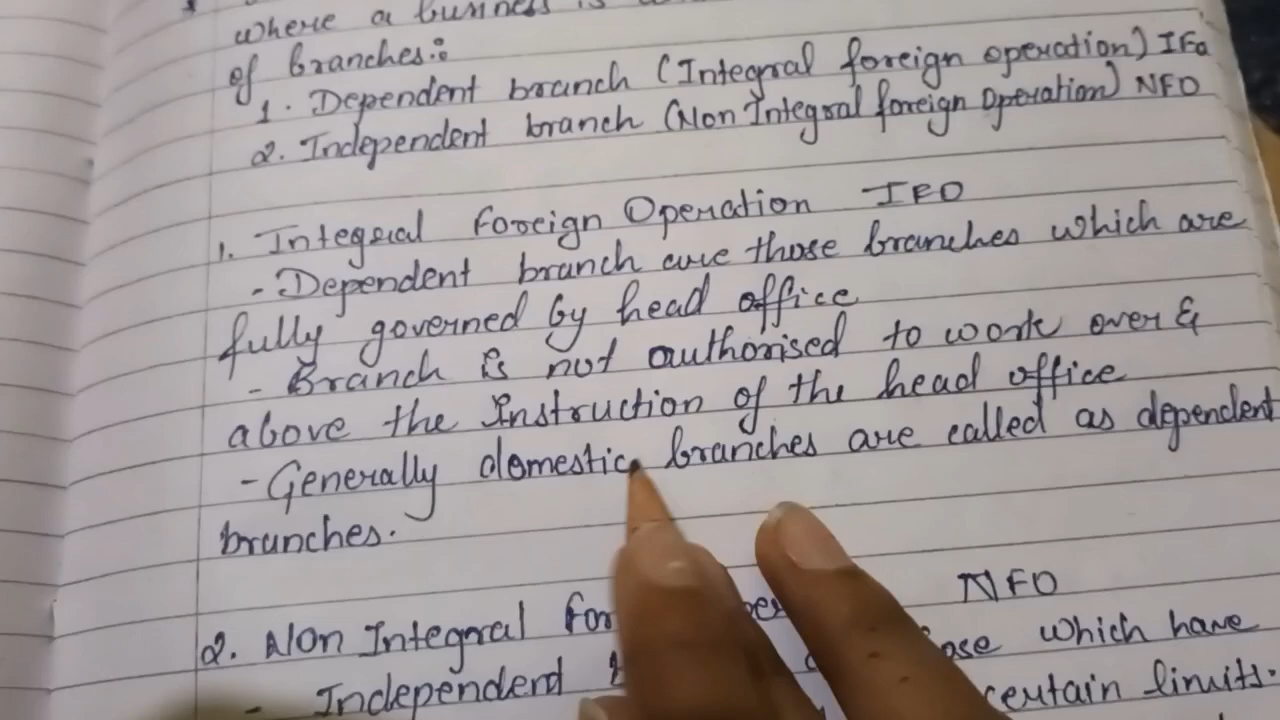 where a business is
of branches:
1. Dependent branch (Integral foreign operation) IFO
2. Independent branch (Non Integral foreign Operation) NFO
1. Integral Foreign Operation IFO
- Dependent branch are those branches which are
fully governed by head office
- Branch is not authorised to work over &
above the Instruction of the head office
- Generally domestic branches are called as dependent
branches.
2. Non Integral NFO
which have
- Independent certain limits.